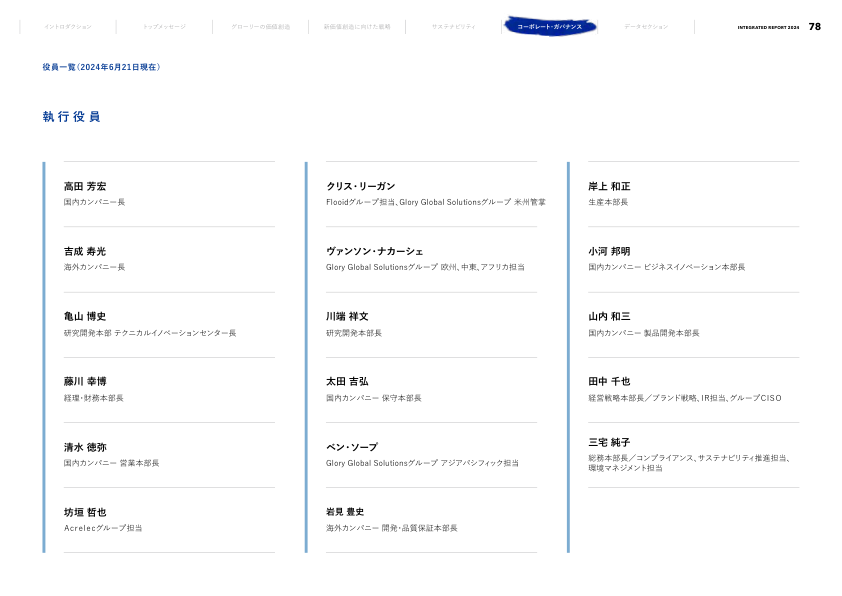 イントロダクション
トップメッセージ
グローリーの価値創造
新価値創造に向けた戦略
サステナビリティ
コーポレート・ガバナンス
データセクション
INTEGRATED REPORT 2024 78
役員一覧（2024年6月21日現在）
執行役員
高田 芳宏
国内カンパニー長
吉成 寿光
海外カンパニー長
亀山 博史
研究開発本部 テクニカルイノベーションセンター長
藤川 幸博
経理・財務本部長
清水 徳弥
国内カンパニー 営業本部長
坊垣 哲也
Acrelecグループ担当
クリス・リーガン
Flooidグループ担当、Glory Global Solutionsグループ 米州管掌
ヴァンソン・ナカーシェ
Glory Global Solutionsグループ 欧州、中東、アフリカ担当
川端 祥文
研究開発本部長
太田 吉弘
国内カンパニー 保守本部長
ベン・ソープ
Glory Global Solutionsグループ アジアパシフィック担当
岩見 豊史
海外カンパニー 開発・品質保証本部長
岸上 和正
生産本部長
小河 邦明
国内カンパニー ビジネスイノベーション本部長
山内 和三
国内カンパニー 製品開発本部長
田中 千也
経営戦略本部長／ブランド戦略、IR担当、グループCISO
三宅 純子
総務本部長／コンプライアンス、サステナビリティ推進担当、
環境マネジメント担当